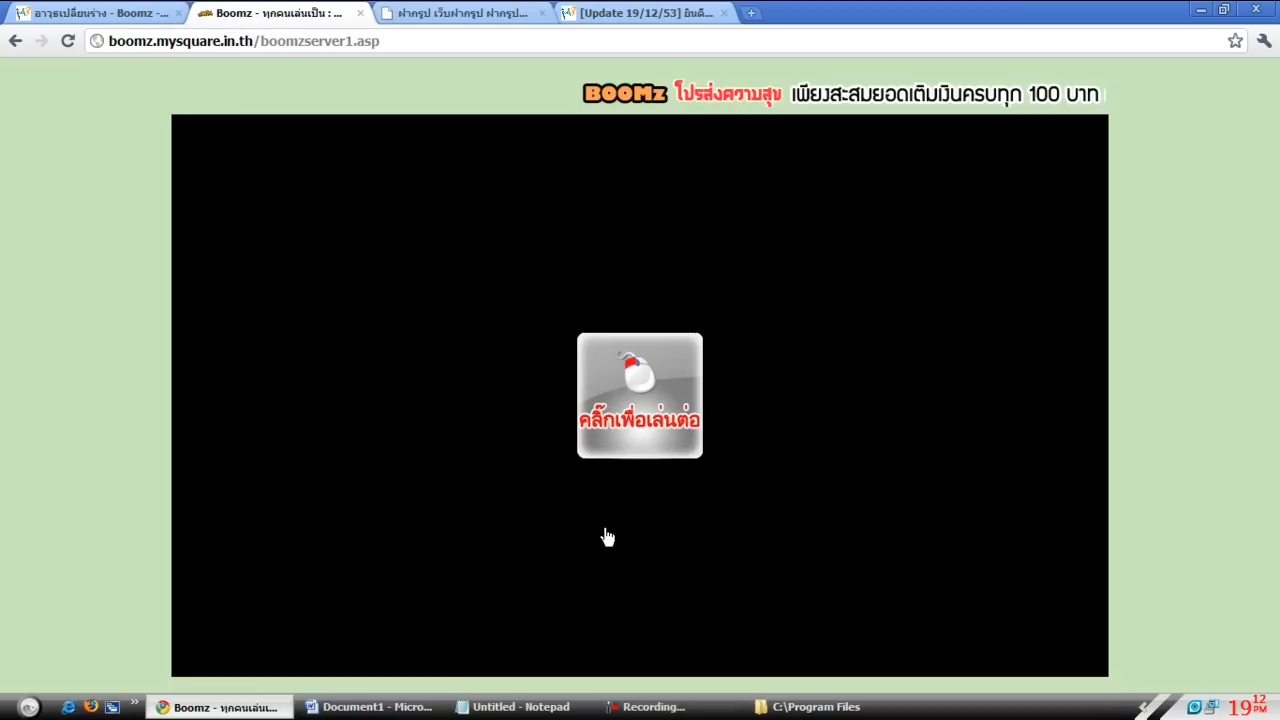 อาวุธเปลี่ยนร่าง - Boomz -...
Boomz - ทุกคนเล่นเป็น : ...
ฝากรูป เว็บฝากรูป ฝากรูป...
[Update 19/12/53] ยินดี...
boomz.mysquare.in.th/boomzserver1.asp
BOOMz โปรส่งความสุข เพียงสะสมยอดเติมเงินครบทุก 100 บาท
คลิ๊กเพื่อเล่นต่อ
Boomz - ทุกคนเล่นเ...
Document1 - Micro...
Untitled - Notepad
Recording...
C:\Program Files
19 12 PM